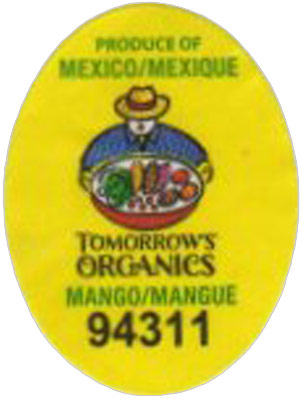 PRODUCE OF
MEXICO/MEXIQUE
TOMORROW'S
ORGANICS
MANGO/MANGUE
94311